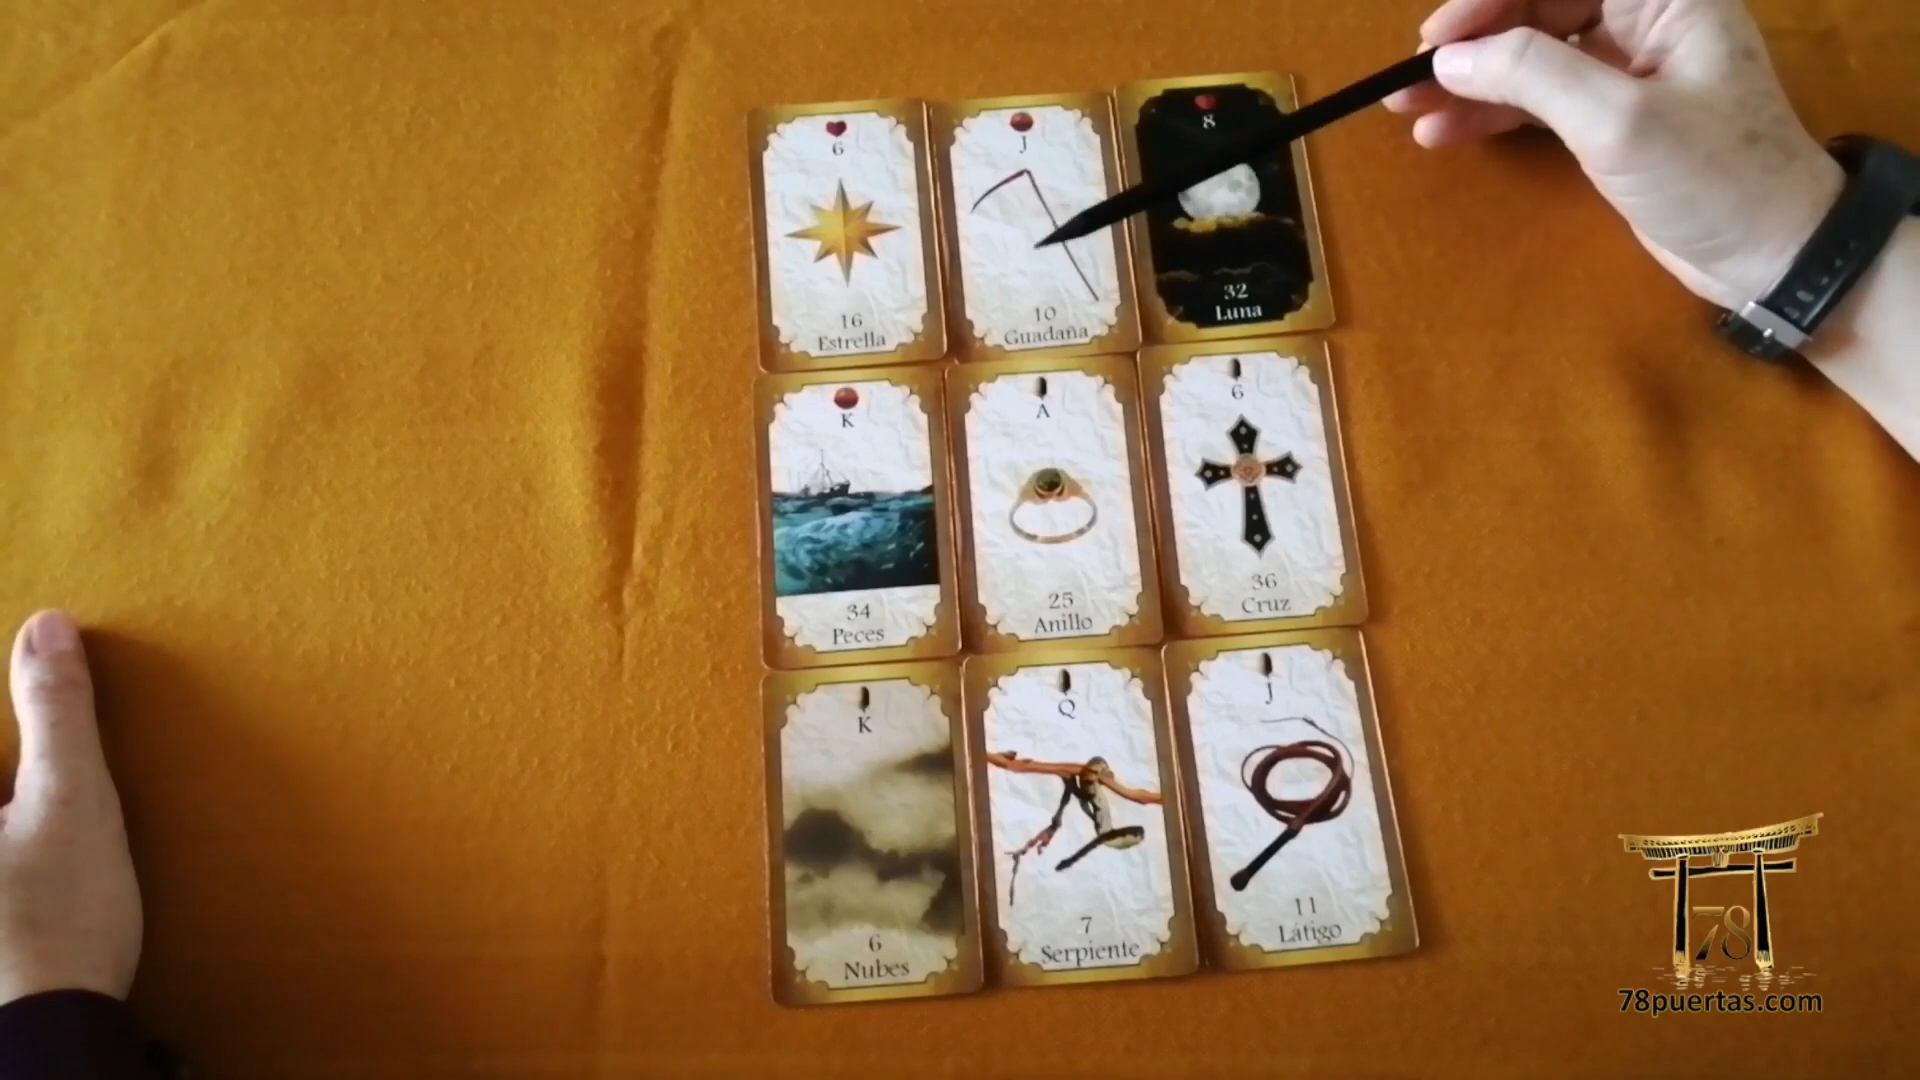 6
16
Estrella
J
10
Guadaña
8
32
Luna
K
34
Peces
A
25
Anillo
6
36
Cruz
K
6
Nubes
Q
7
Serpiente
J
11
Látigo
78
78puertas.com